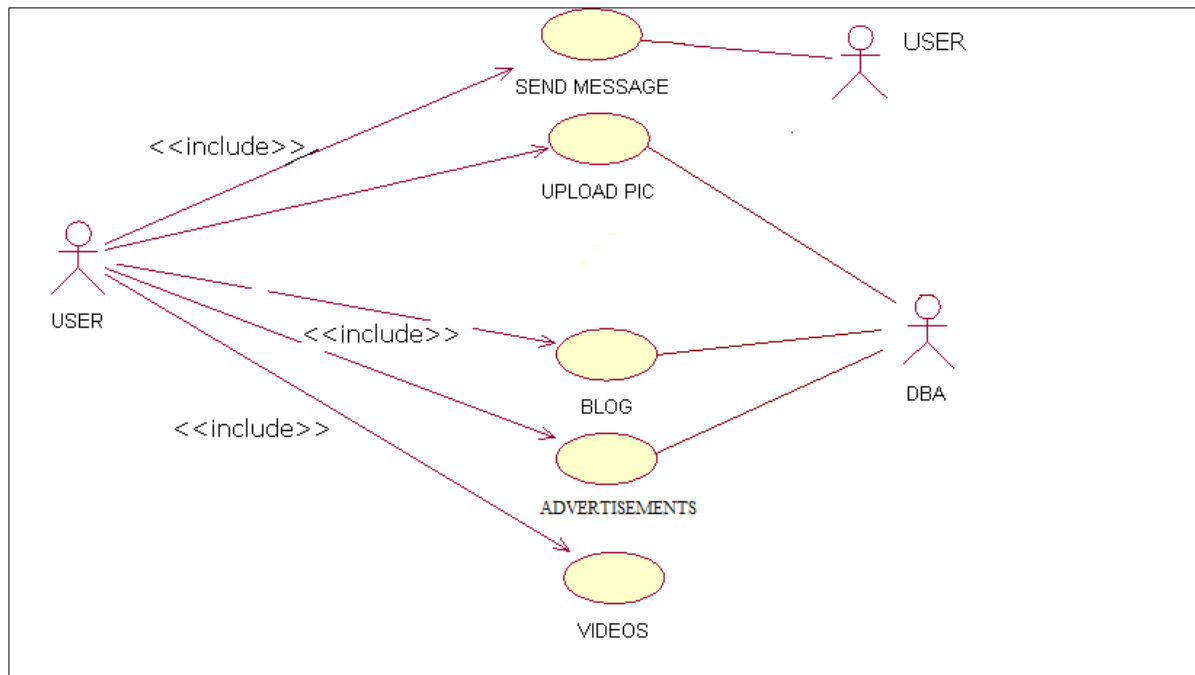 USER
SEND MESSAGE
<<include>>
UPLOAD PIC
USER
<<include>>
BLOG
DBA
<<include>>
ADVERTISEMENTS
VIDEOS